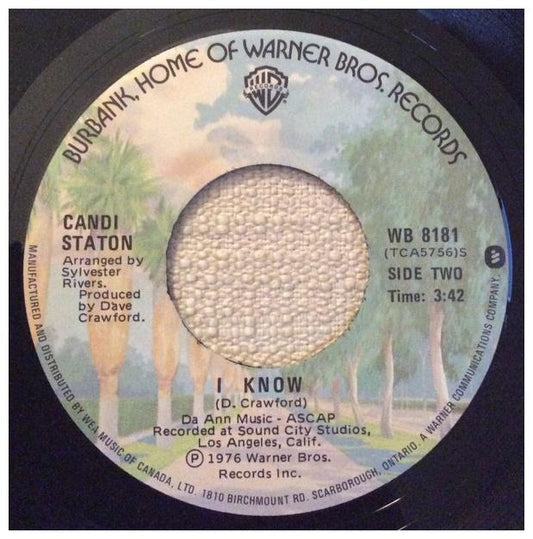 BURBANK, HOME OF WARNER BROS. RECORDS
WB
RECORDS
CANDI
STATON
Arranged by
Sylvester
Rivers.
Produced
by Dave
Crawford.
WB 8181
(TCA5756)S
SIDE TWO
Time: 3:42
I KNOW
(D. Crawford)
Da Ann Music - ASCAP
Recorded at Sound City Studios,
Los Angeles, Calif.
Ⓟ 1976 Warner Bros.
Records Inc.
MANUFACTURED AND DISTRIBUTED BY WEA MUSIC OF CANADA, LTD. 1810 BIRCHMOUNT RD. SCARBOROUGH, ONTARIO. A WARNER COMMUNICATIONS COMPANY.